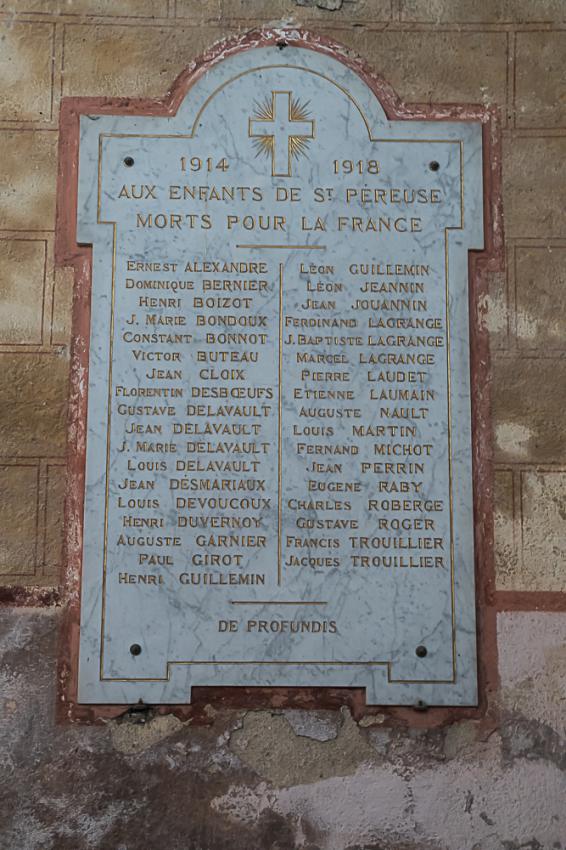 1914 1918
AUX ENFANTS DE ST PÉREUSE
MORTS POUR LA FRANCE
ERNEST ALEXANDRE
DOMINIQUE BERNIER
HENRI BOIZOT
J. MARIE BONDOUX
CONSTANT BONNOT
VICTOR BUTEAU
JEAN CLOIX
FLORENTIN DESBŒUFS
GUSTAVE DELAVAULT
JEAN DELAVAULT
J. MARIE DELAVAULT
LOUIS DELAVAULT
JEAN DESMARIAUX
LOUIS DEVOUCOUX
HENRI DUVERNOY
AUGUSTE GARNIER
PAUL GIROT
HENRI GUILLEMIN
LÉON GUILLEMIN
LÉON JEANNIN
JEAN JOUANNIN
FERDINAND LAGRANGE
J. BAPTISTE LAGRANGE
MARCEL LAGRANGE
PIERRE LAUDET
ETIENNE LAUMAIN
AUGUSTE NAULT
LOUIS MARTIN
FERNAND MICHOT
JEAN PERRIN
EUGENE RABY
CHARLES ROBERGE
GUSTAVE ROGER
FRANCIS TROUILLIER
JACQUES TROUILLIER
DE PROFUNDIS